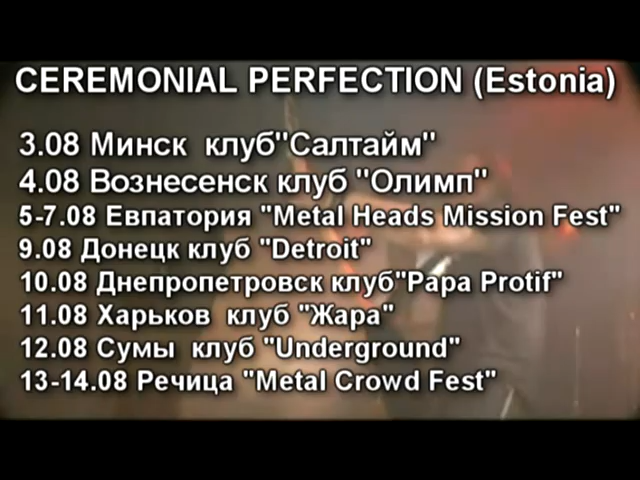 CEREMONIAL PERFECTION (Estonia)
3.08 Минск клуб"Салтайм"
4.08 Вознесенск клуб "Олимп"
5-7.08 Евпатория "Metal Heads Mission Fest"
9.08 Донецк клуб "Detroit"
10.08 Днепропетровск клуб"Papa Protif"
11.08 Харьков клуб "Жара"
12.08 Сумы клуб "Underground"
13-14.08 Речица "Metal Crowd Fest"